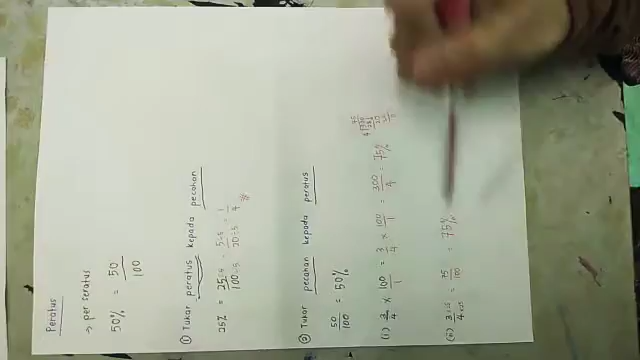 Peratus
⇒ per seratus
50% = 50/100
① Tukar peratus kepada pecahan
25% = 25÷5/100÷5 = 5÷5/20÷5 = 1/4
② Tukar pecahan kepada peratus
50/100 = 50%
(i) 3/4 × 100/1 = 3/4 × 100/1 = 300/4 = 75%
(ii) 3×25/4×25 = 75/100 = 75%